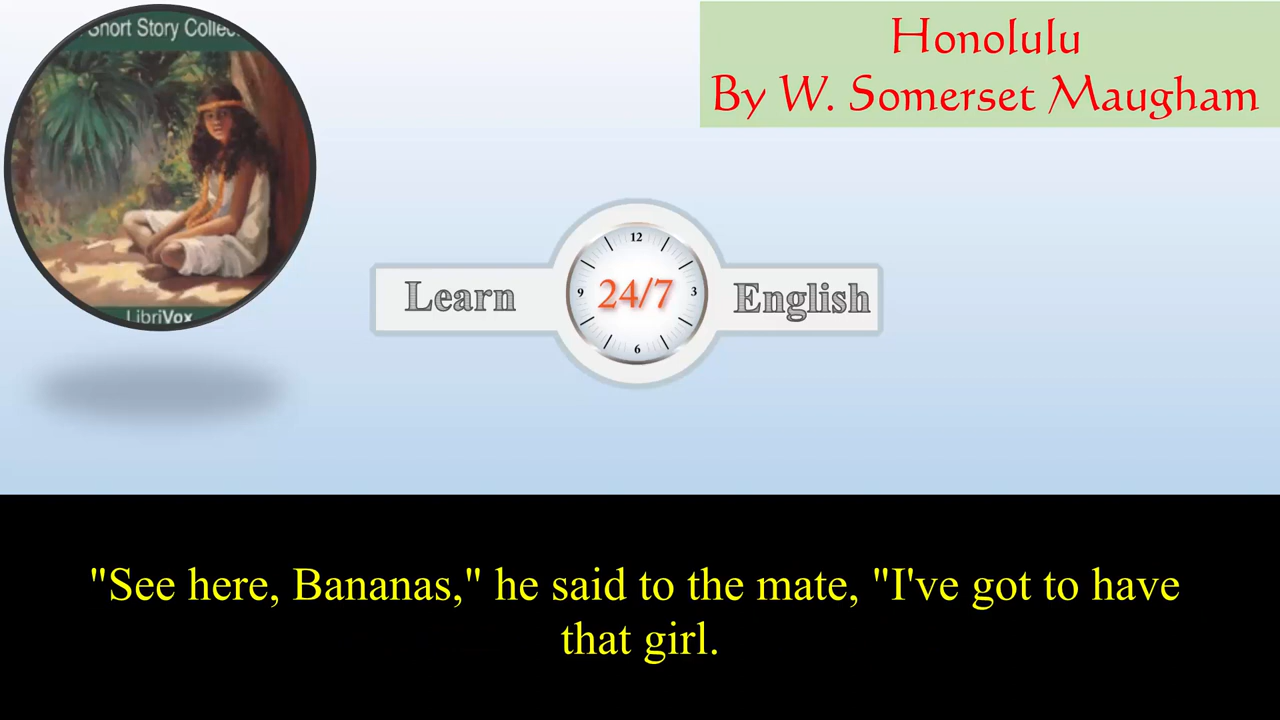 Short Story Collec
LibriVox
Honolulu
By W. Somerset Maugham
12
9
24/7
3
6
Learn
English
"See here, Bananas," he said to the mate, "I've got to have
that girl.